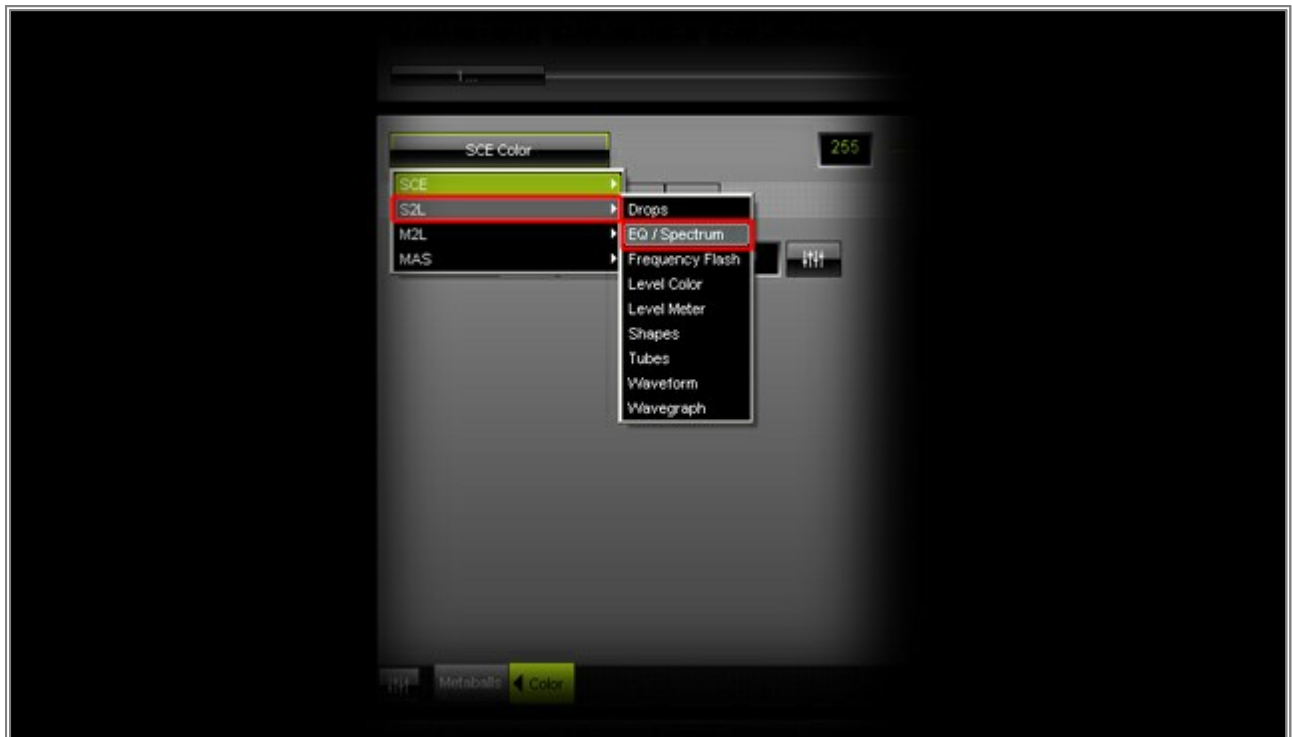 1...
SCE Color
255
SCE
S2L
M2L
MAS
Drops
EQ / Spectrum
Frequency Flash
Level Color
Level Meter
Shapes
Tubes
Waveform
Wavegraph
Metaballs
Color